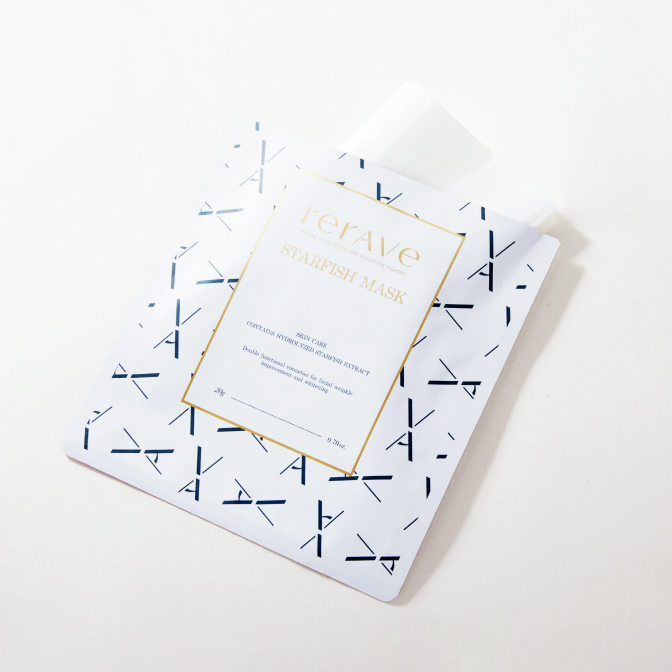 rerave
STARFISH MASK
SKIN CARE
CONTAINS HYDROLYZED STARFISH EXTRACT
Double functional cosmetics for facial wrinkle
improvement and whitening
20g
0.70oz.